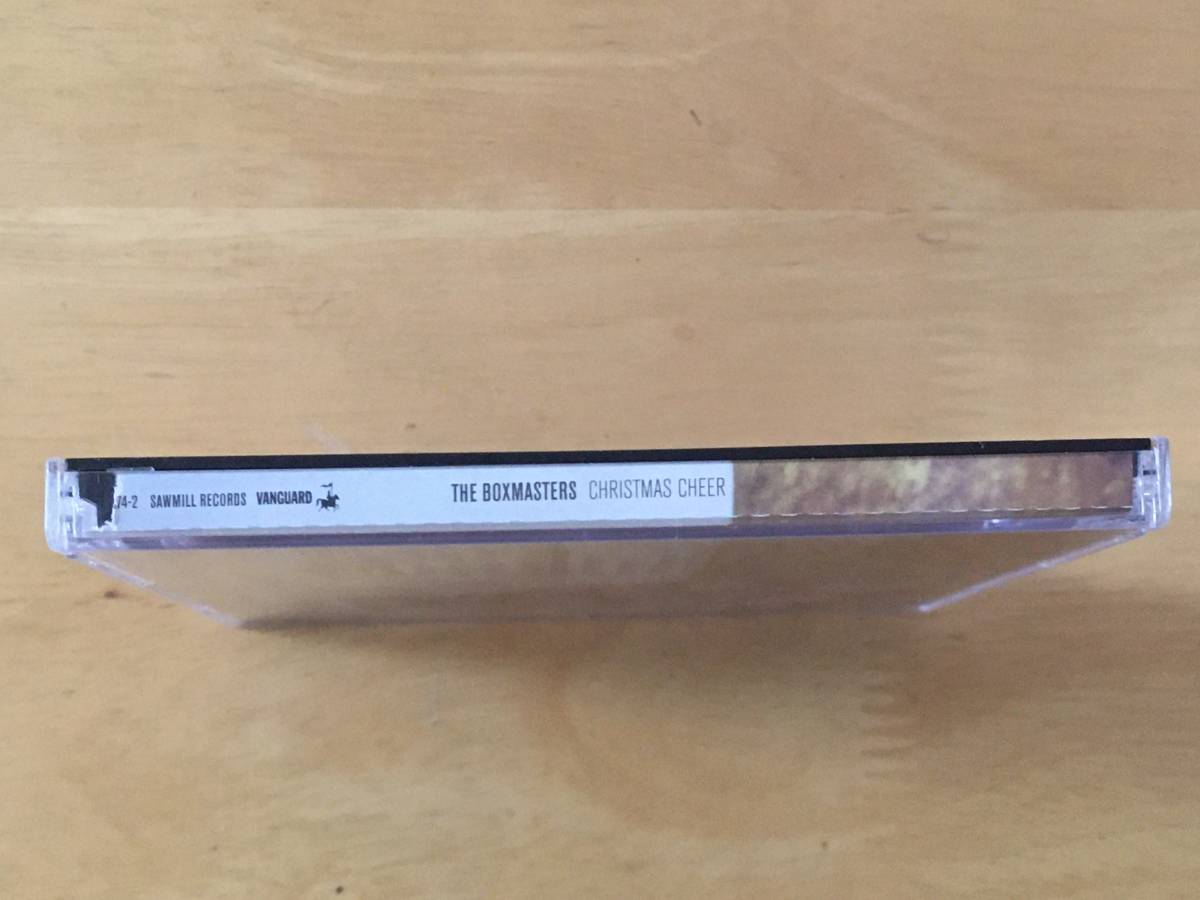 74-2 SAWMILL RECORDS VANGUARD THE BOXMASTERS CHRISTMAS CHEER